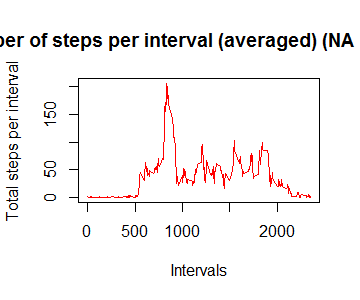 ber of steps per interval (averaged) (NA
Total steps per interval
0 50 150
0 500 1000 2000
Intervals